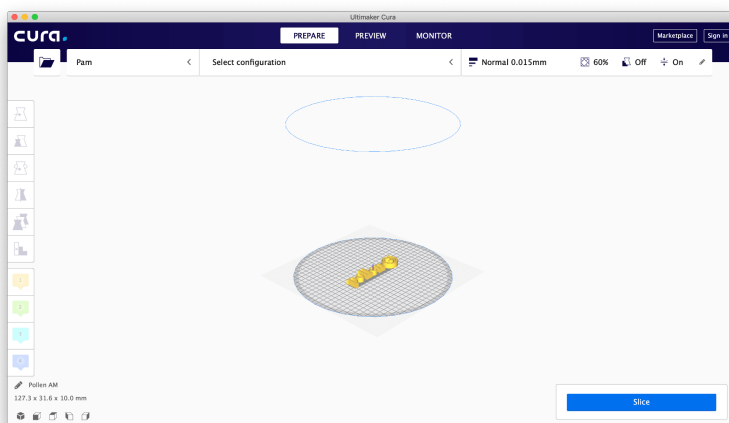 Ultimaker Cura
cura.
PREPARE PREVIEW MONITOR
Marketplace Sign in
Pam < Select configuration < Normal 0.015mm 60% Off On
Pollen AM
127.3 x 31.6 x 10.0 mm
Slice